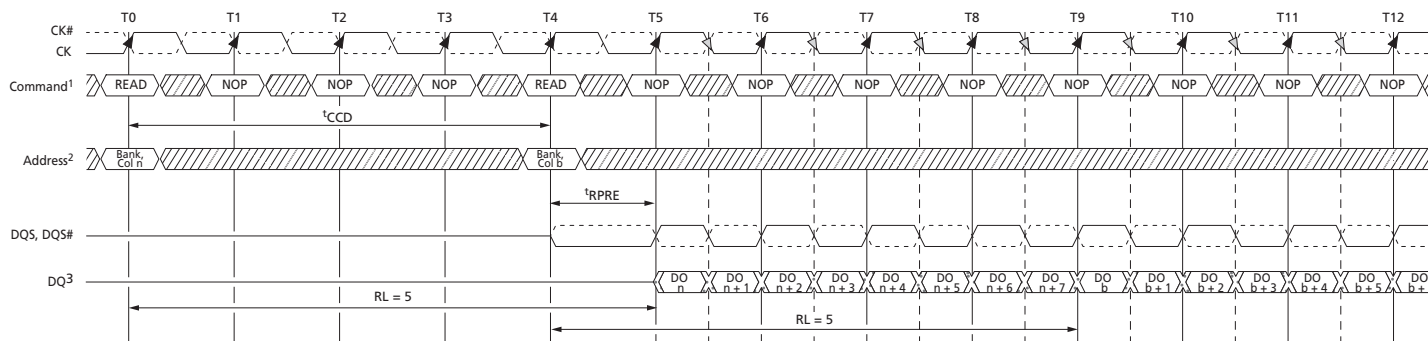 T0 T1 T2 T3 T4 T5 T6 T7 T8 T9 T10 T11 T12
CK#
CK
Command1 READ NOP NOP NOP READ NOP NOP NOP NOP NOP NOP NOP NOP
tCCD
Address2 Bank, Col n Bank, Col b
tRPRE
DQS, DQS#
DQ3 DO n DO n + 1 DO n + 2 DO n + 3 DO n + 4 DO n + 5 DO n + 6 DO n + 7 DO b DO b + 1 DO b + 2 DO b + 3 DO b + 4 DO b + 5 DO b +
RL = 5
RL = 5